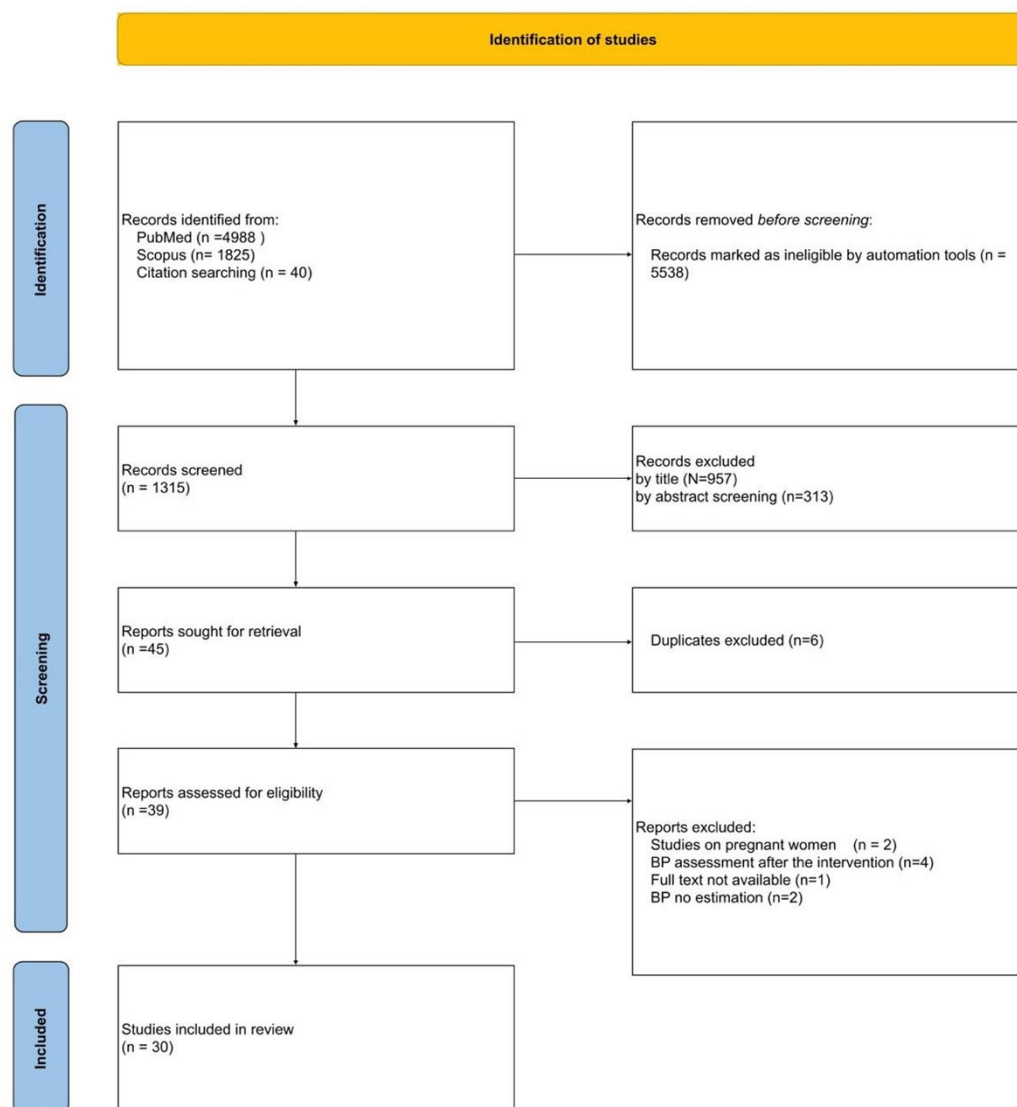 Identification of studies
Identification
Records identified from:
PubMed (n =4988 )
Scopus (n= 1825)
Citation searching (n = 40)
Records removed before screening:
Records marked as ineligible by automation tools (n =
5538)
Screening
Records screened
(n = 1315)
Records excluded
by title (N=957)
by abstract screening (n=313)
Reports sought for retrieval
(n =45)
Duplicates excluded (n=6)
Reports assessed for eligibility
(n =39)
Reports excluded:
Studies on pregnant women (n = 2)
BP assessment after the intervention (n=4)
Full text not available (n=1)
BP no estimation (n=2)
Included
Studies included in review
(n = 30)